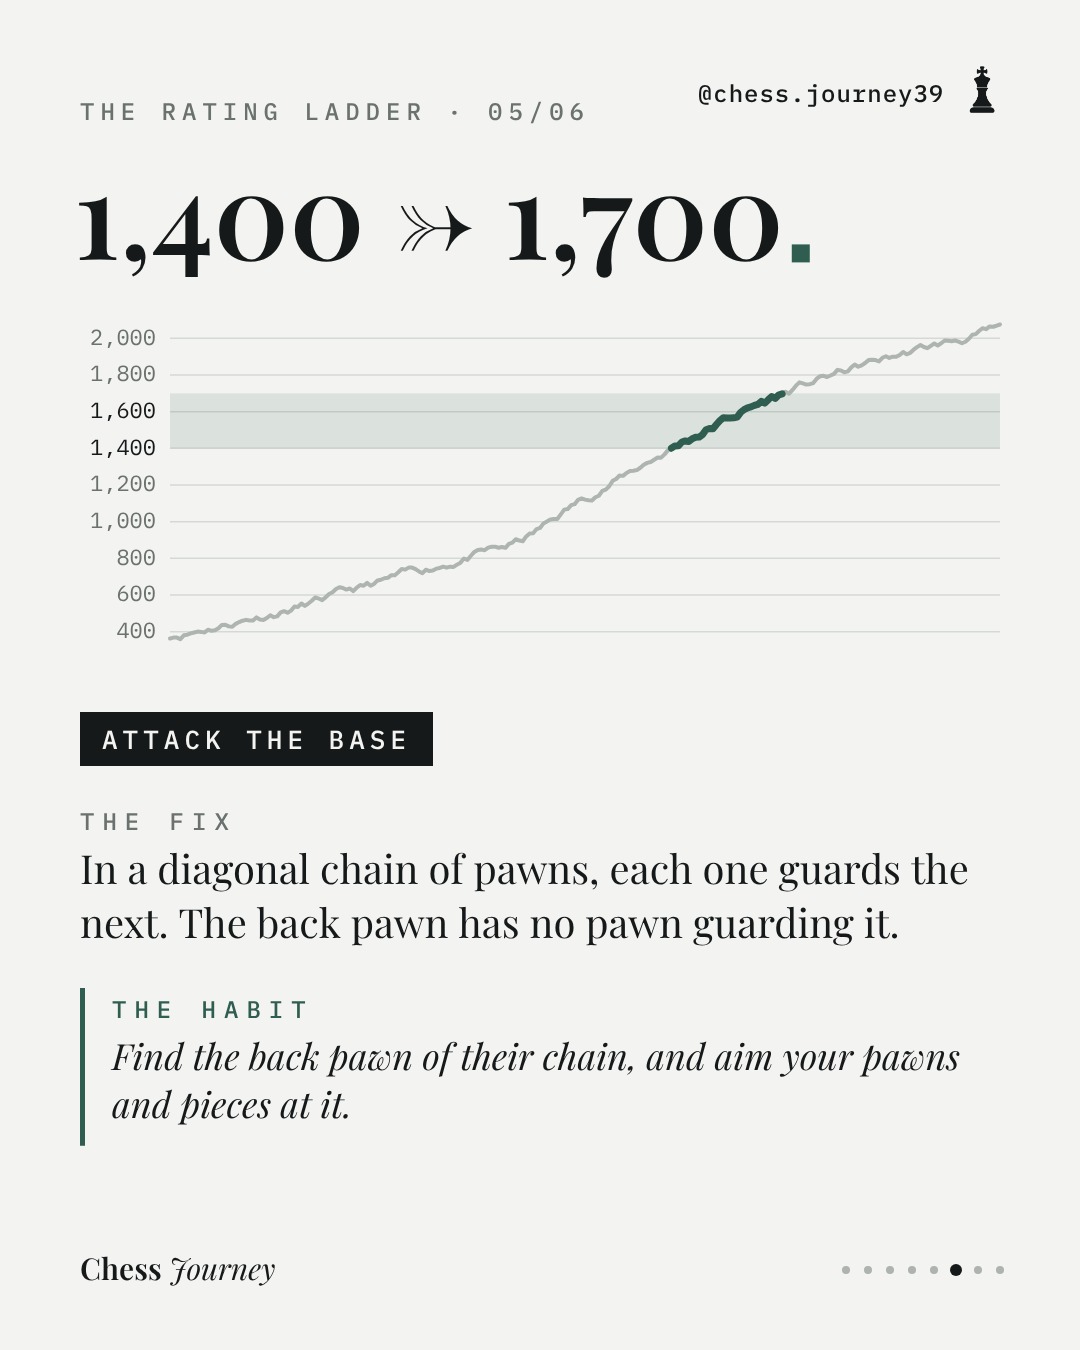 THE RATING LADDER · 05/06
@chess.journey39
1,400 ➳ 1,700.
2,000
1,800
1,600
1,400
1,200
1,000
800
600
400
ATTACK THE BASE
THE FIX
In a diagonal chain of pawns, each one guards the
next. The back pawn has no pawn guarding it.
THE HABIT
Find the back pawn of their chain, and aim your pawns
and pieces at it.
Chess Journey